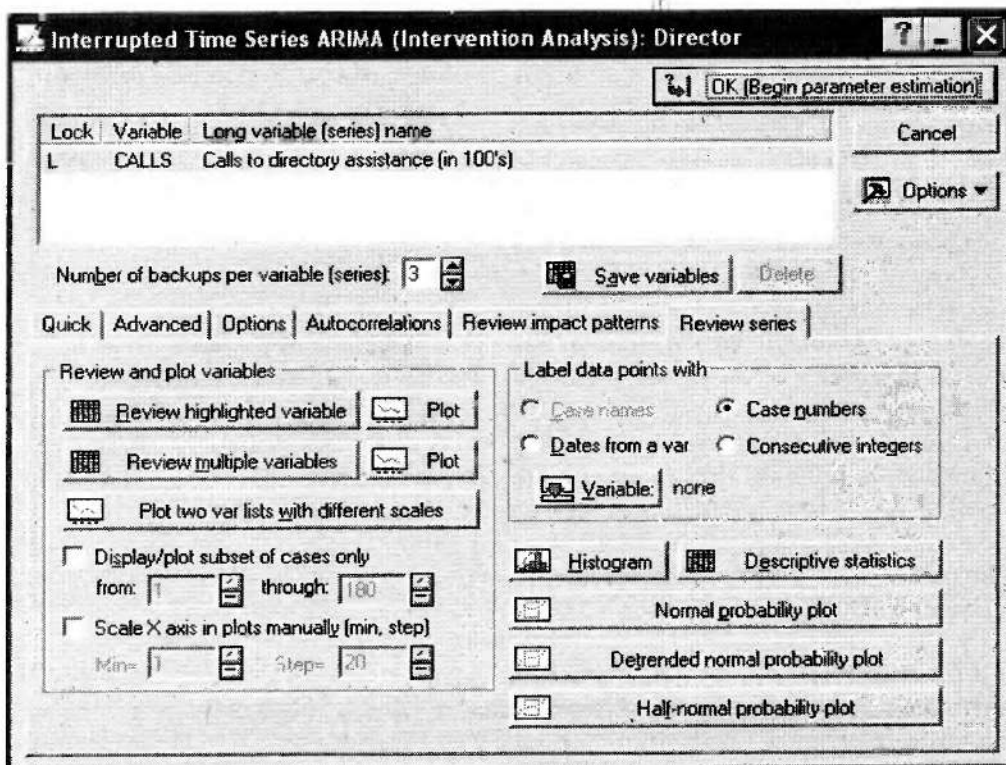 Interrupted Time Series ARIMA (Intervention Analysis): Director
OK (Begin parameter estimation)
Lock Variable Long variable (series) name
Cancel
L CALLS Calls to directory assistance (in 100's)
Options
Number of backups per variable (series): 3 Save variables Delete
Quick Advanced Options Autocorrelations Review impact patterns Review series
Review and plot variables
Review highlighted variable Plot
Review multiple variables Plot
Plot two var lists with different scales
Display/plot subset of cases only
from: 1 through: 180
Scale X axis in plots manually (min, step)
Min= 1 Step= 20
Label data points with
Case names Case numbers
Dates from a var Consecutive integers
Variable: none
Histogram Descriptive statistics
Normal probability plot
Detrended normal probability plot
Half-normal probability plot